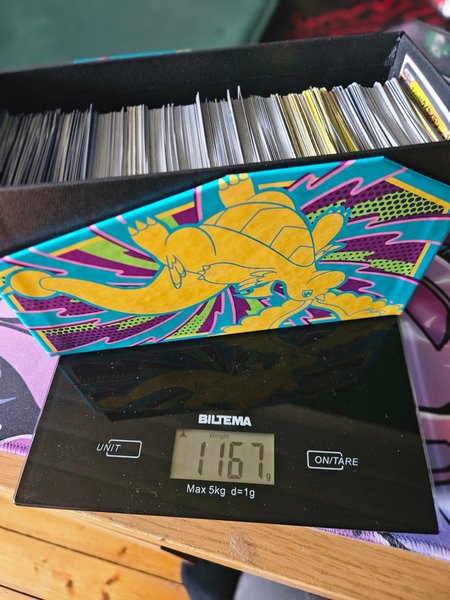 BILTEMA
Weight
UNIT
1167g
ON/TARE
Max 5kg d=1g